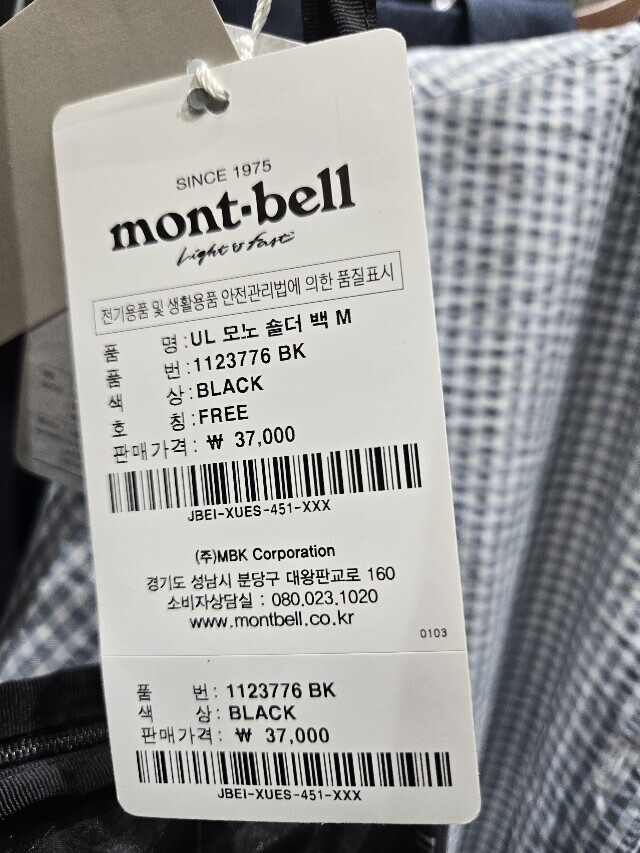 SINCE 1975
mont-bell
Light & Fast
전기용품 및 생활용품 안전관리법에 의한 품질표시
품 명 : UL 모노 숄더 백 M
품 번 : 1123776 BK
색 상 : BLACK
호 칭 : FREE
판매가격 : ₩ 37,000
JBEI-XUES-451-XXX
(주)MBK Corporation
경기도 성남시 분당구 대왕판교로 160
소비자상담실 : 080.023.1020
www.montbell.co.kr
0103
품 번 : 1123776 BK
색 상 : BLACK
판매가격 : ₩ 37,000
JBEI-XUES-451-XXX